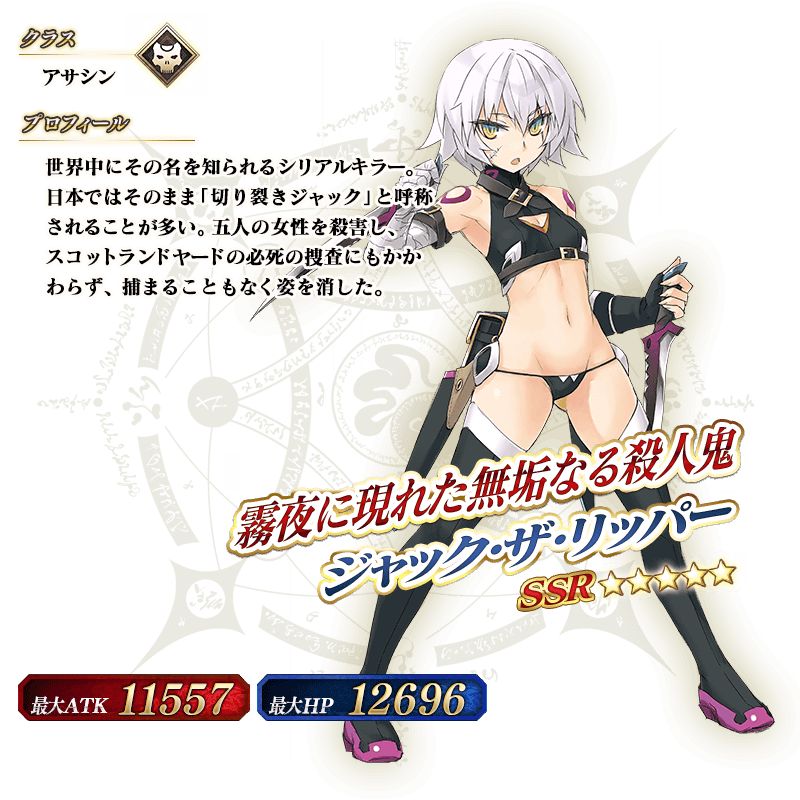 クラス
アサシン
プロフィール
世界中にその名を知られるシリアルキラー。
日本ではそのまま「切り裂きジャック」と呼称
されることが多い。五人の女性を殺害し、
スコットランドヤードの必死の捜査にもかか
わらず、捕まることもなく姿を消した。
霧夜に現れた無垢なる殺人鬼
ジャック・ザ・リッパー
SSR ☆☆☆☆☆
最大ATK 11557
最大HP 12696